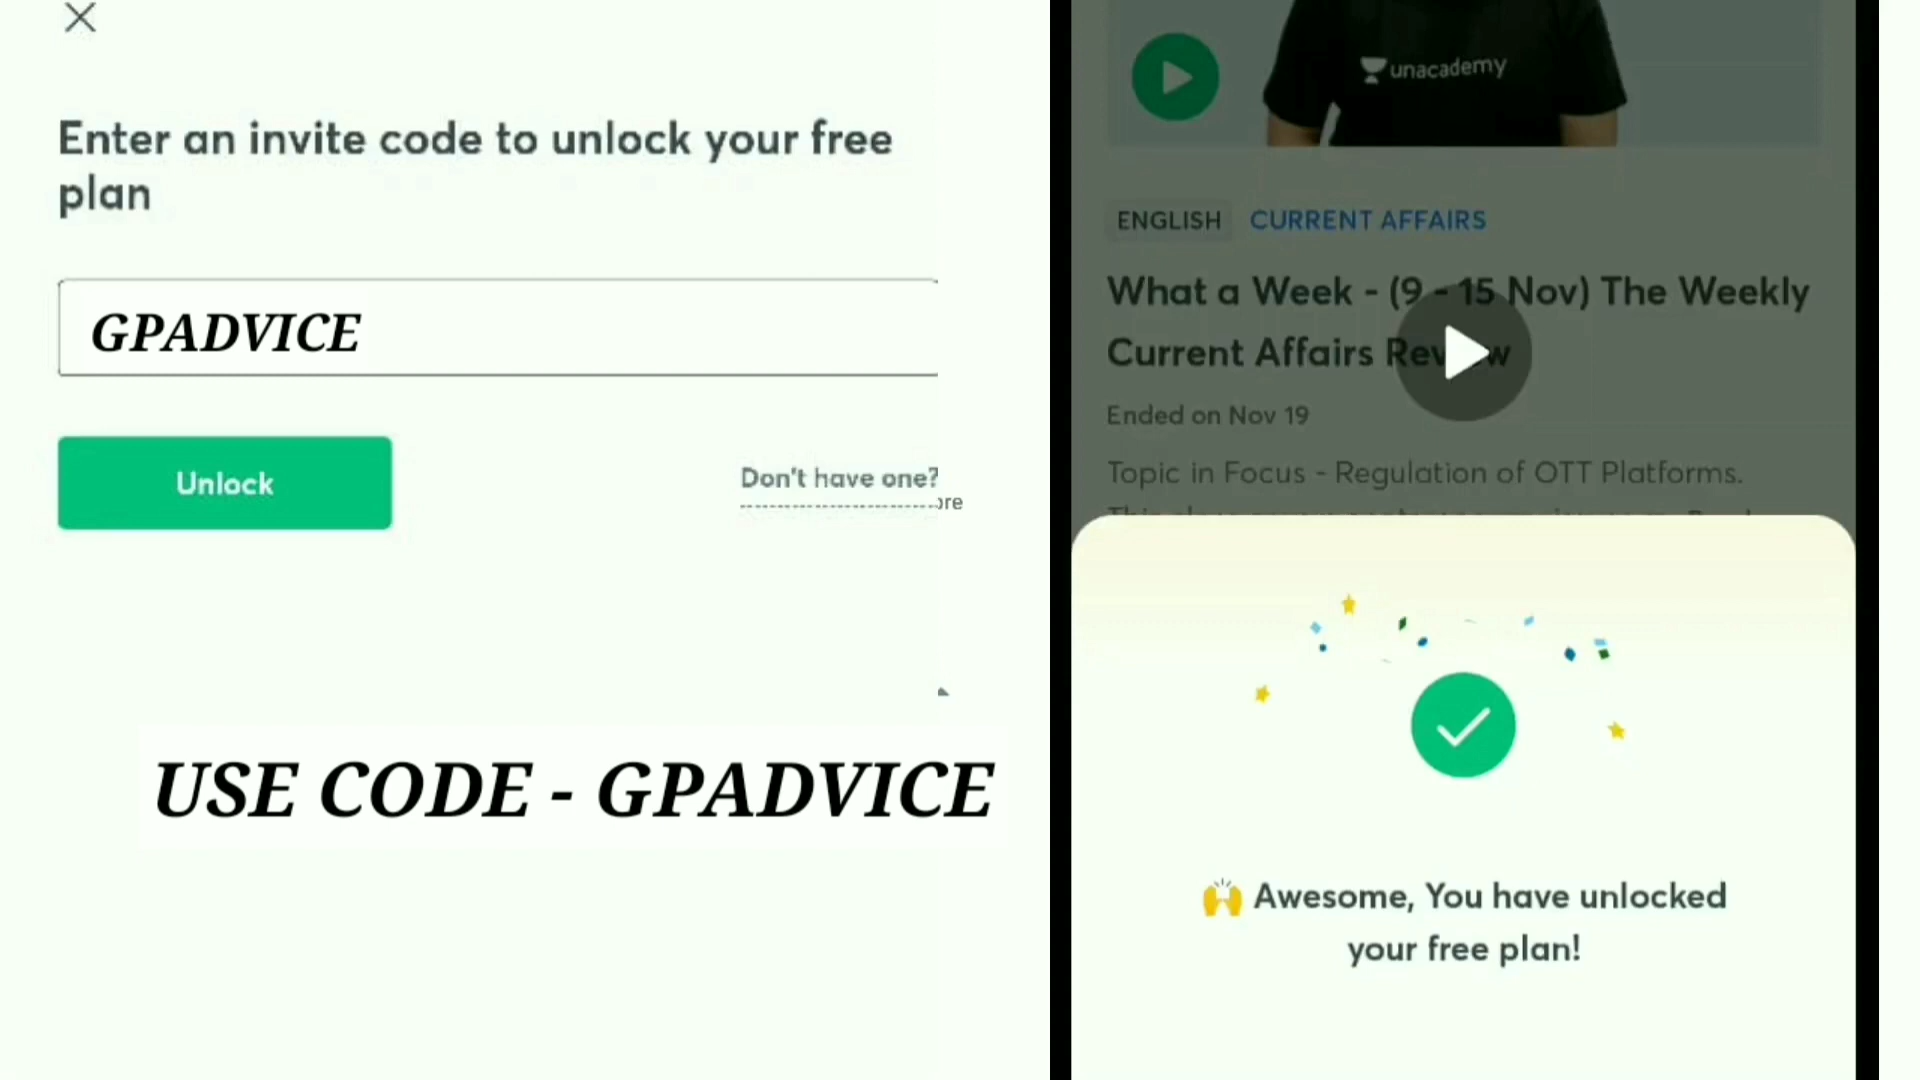 Enter an invite code to unlock your free
plan
GPADVICE
Unlock
Don't have one?
ore
USE CODE - GPADVICE
unacademy
ENGLISH CURRENT AFFAIRS
What a Week - (9 - 15 Nov) The Weekly
Current Affairs Review
Ended on Nov 19
Topic in Focus - Regulation of OTT Platforms.
🙌 Awesome, You have unlocked
your free plan!